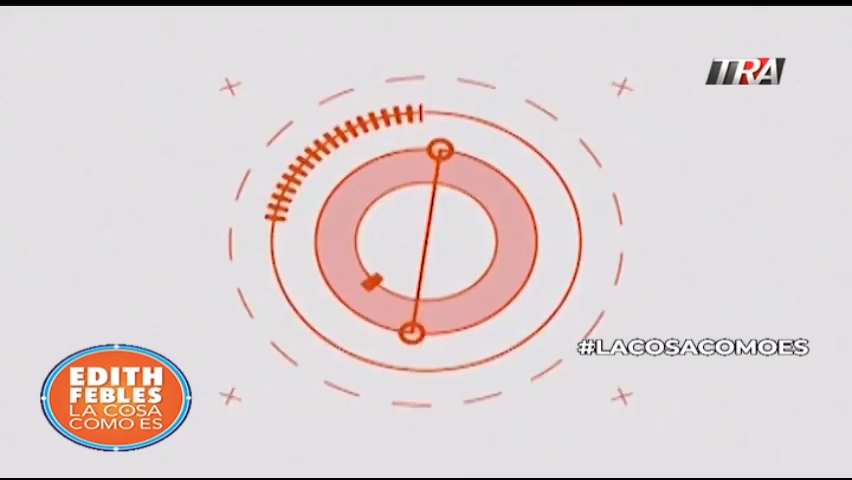 TRA
#LACOSACOMOES
EDITH
FEBLES
LA COSA
COMO ES